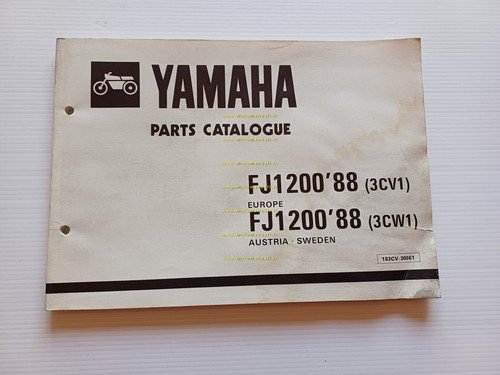 YAMAHA
PARTS CATALOGUE
FJ1200'88 (3CV1)
EUROPE
FJ1200'88 (3CW1)
AUSTRIA · SWEDEN
183CV-300E1